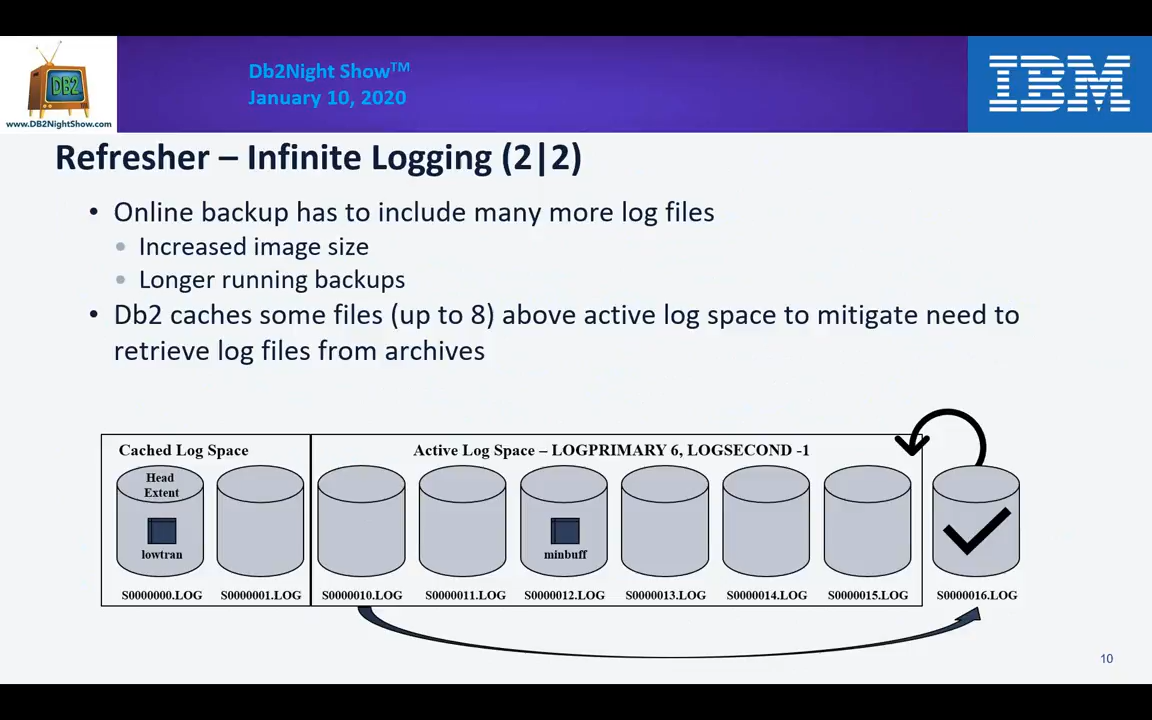 Db2Night Show™
January 10, 2020
DB2
www.DB2NightShow.com
IBM
Refresher – Infinite Logging (2|2)
• Online backup has to include many more log files
• Increased image size
• Longer running backups
• Db2 caches some files (up to 8) above active log space to mitigate need to
retrieve log files from archives
Cached Log Space
Active Log Space – LOGPRIMARY 6, LOGSECOND -1
Head
Extent
lowtran
minbuff
S0000000.LOG S0000001.LOG S0000010.LOG S0000011.LOG S0000012.LOG S0000013.LOG S0000014.LOG S0000015.LOG S0000016.LOG
10